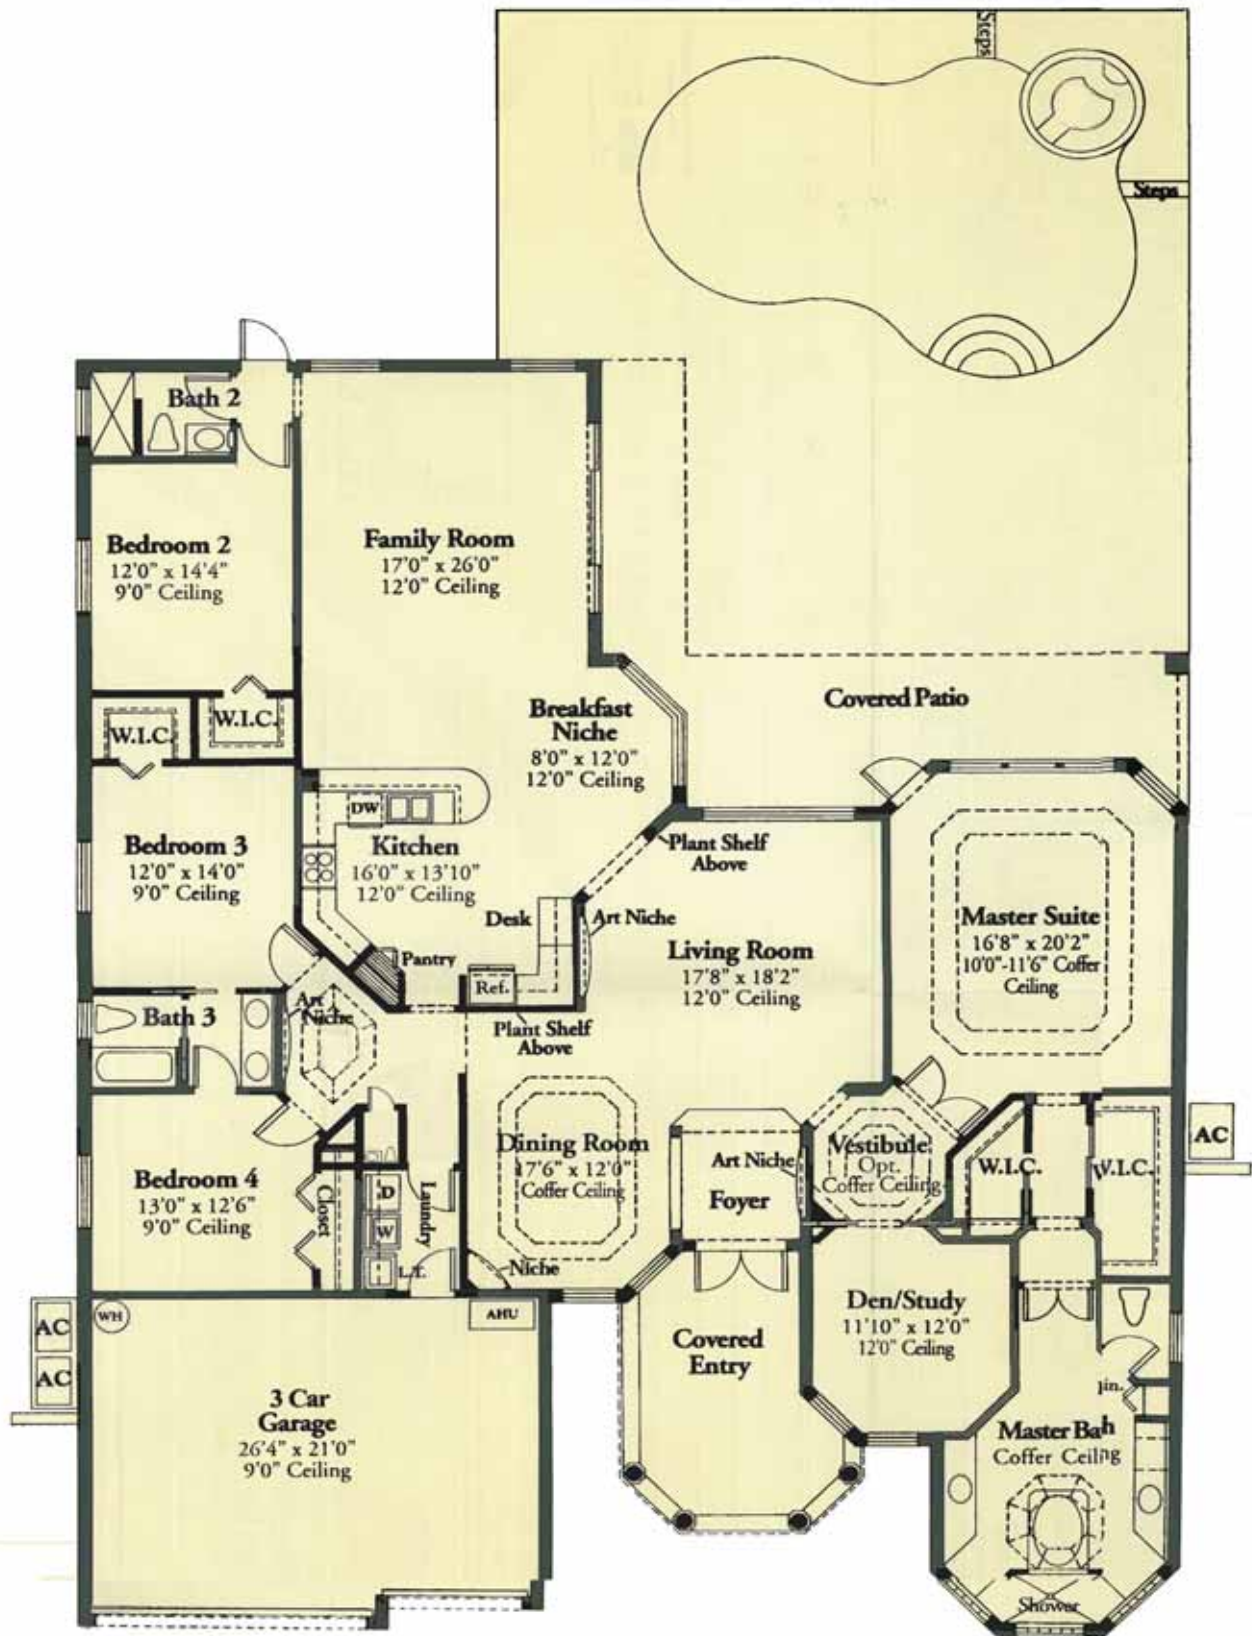 Steps
Steps
Bath 2
Bedroom 2
12'0" x 14'4"
9'0" Ceiling
Family Room
17'0" x 26'0"
12'0" Ceiling
W.I.C.
W.I.C.
Breakfast
Niche
8'0" x 12'0"
12'0" Ceiling
Covered Patio
DW
Kitchen
16'0" x 13'10"
12'0" Ceiling
Bedroom 3
12'0" x 14'0"
9'0" Ceiling
Plant Shelf
Above
Desk
Art Niche
Pantry
Ref.
Living Room
17'8" x 18'2"
12'0" Ceiling
Master Suite
16'8" x 20'2"
10'0"-11'6" Coffer
Ceiling
Bath 3
Art
Niche
Plant Shelf
Above
Dining Room
17'6" x 12'0"
Coffer Ceiling
Art Niche
Foyer
Vestibule
Opt.
Coffer Ceiling
W.I.C.
W.I.C.
AC
Bedroom 4
13'0" x 12'6"
9'0" Ceiling
Closet
D
W
L.T.
Laundry
Niche
AC
AC
WH
AHU
3 Car
Garage
26'4" x 21'0"
9'0" Ceiling
Covered
Entry
Den/Study
11'10" x 12'0"
12'0" Ceiling
lin.
Master Bah
Coffer Ceilng
Shower